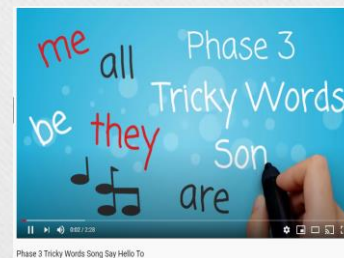 me
all
Phase 3
Tricky Words
Son
be
they
are
0:02 / 2:28
Phase 3 Tricky Words Song Say Hello To